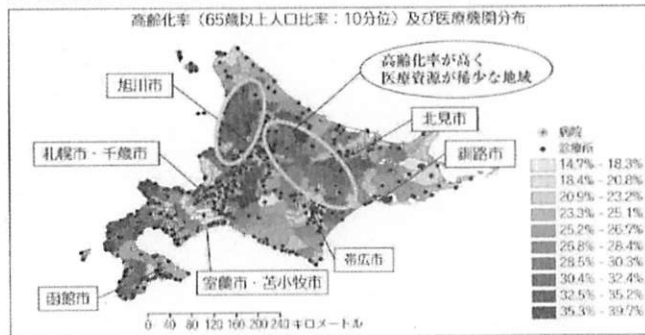 高齢化率（65歳以上人口比率：10分位）及び医療機関分布
高齢化率が高く
医療資源が稀少な地域
旭川市
北見市
札幌市・千歳市
釧路市
帯広市
室蘭市・苫小牧市
函館市
病院
診療所
14.7% - 18.3%
18.4% - 20.8%
20.9% - 23.2%
23.3% - 25.1%
25.2% - 26.7%
26.8% - 28.4%
28.5% - 30.3%
30.4% - 32.4%
32.5% - 35.2%
35.3% - 39.7%
0 40 80 120 160 200 240 キロメートル